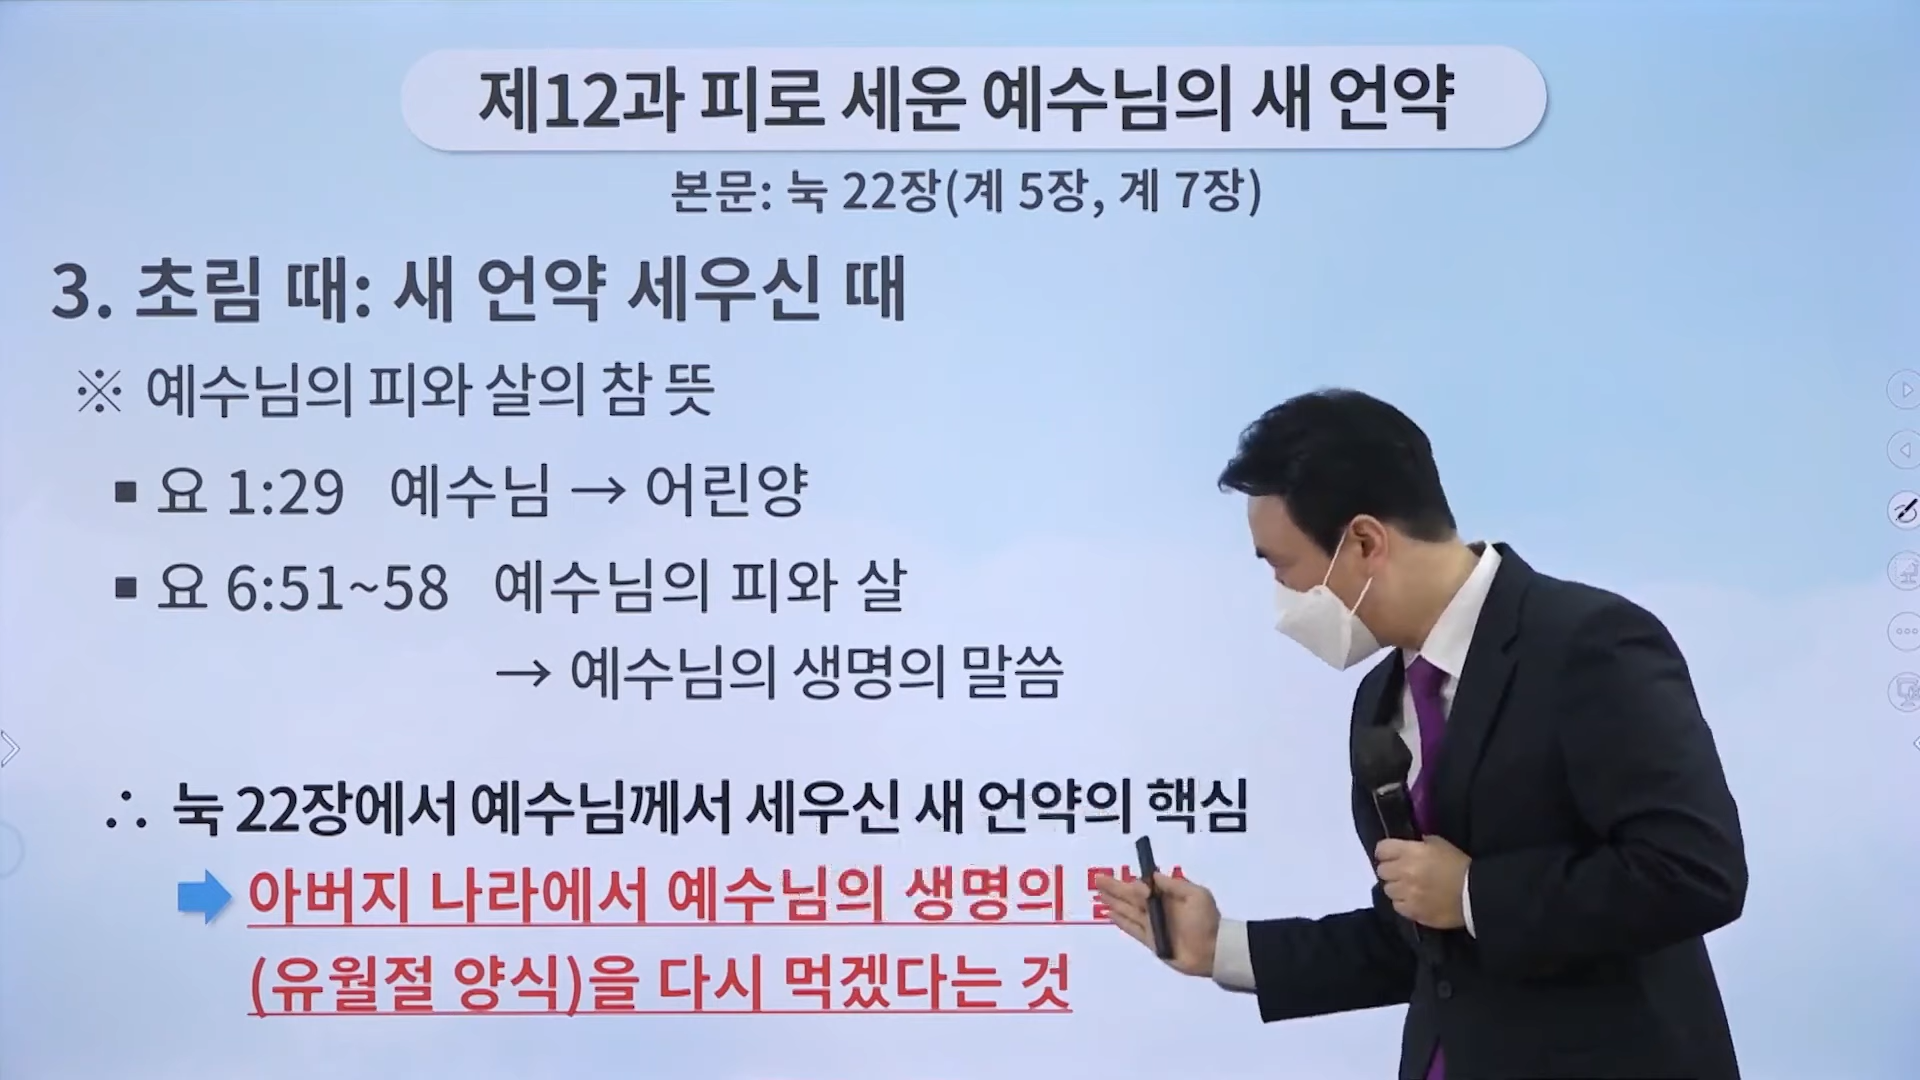 제12과 피로 세운 예수님의 새 언약
본문: 눅 22장(계 5장, 계 7장)
3. 초림 때: 새 언약 세우신 때
※ 예수님의 피와 살의 참 뜻
▪ 요 1:29 예수님 → 어린양
▪ 요 6:51~58 예수님의 피와 살
→ 예수님의 생명의 말씀
∴ 눅 22장에서 예수님께서 세우신 새 언약의 핵심
아버지 나라에서 예수님의 생명의
(유월절 양식)을 다시 먹겠다는 것